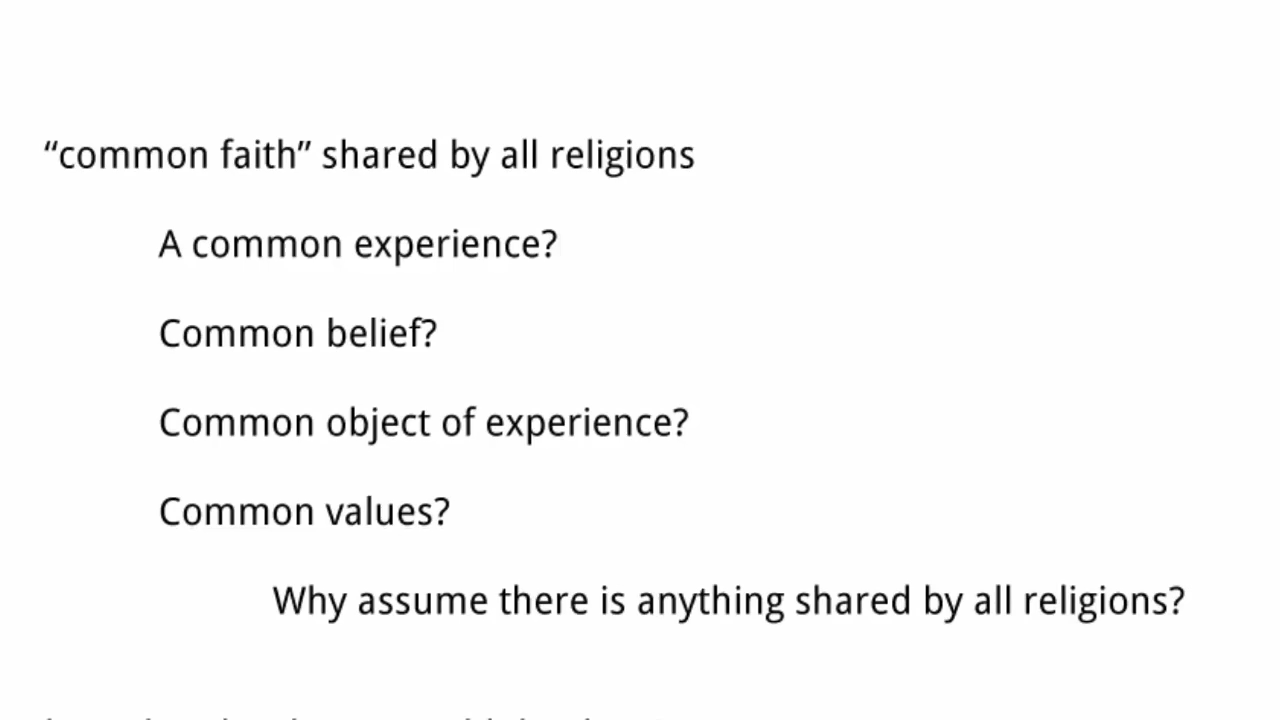 “common faith” shared by all religions
A common experience?
Common belief?
Common object of experience?
Common values?
Why assume there is anything shared by all religions?